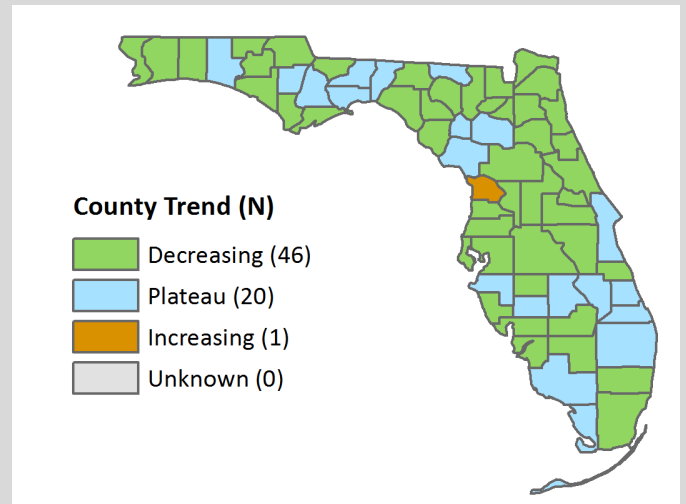 County Trend (N)
Decreasing (46)
Plateau (20)
Increasing (1)
Unknown (0)